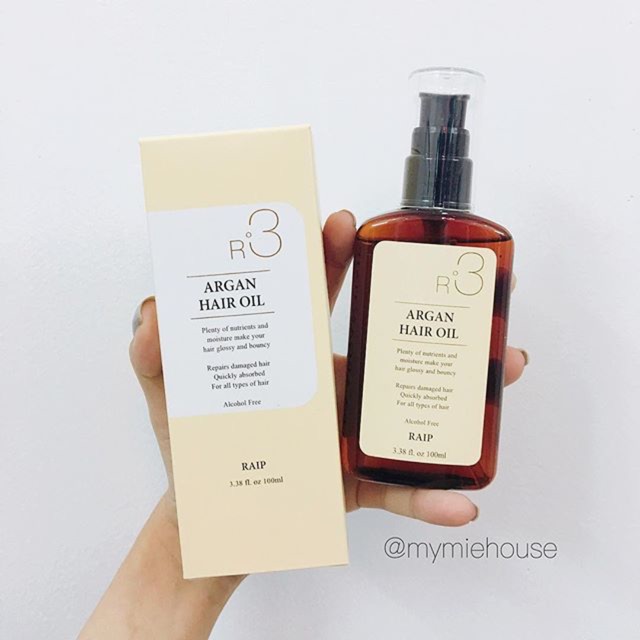 R°3
ARGAN
HAIR OIL
Plenty of nutrients and
moisture make your
hair glossy and bouncy
Repairs damaged hair
Quickly absorbed
For all types of hair
Alcohol Free
RAIP
3.38 fl. oz 100ml
R°3
ARGAN
HAIR OIL
Plenty of nutrients and
moisture make your
hair glossy and bouncy
Repairs damaged hair
Quickly absorbed
For all types of hair
Alcohol Free
RAIP
3.38 fl. oz 100ml
@mymiehouse